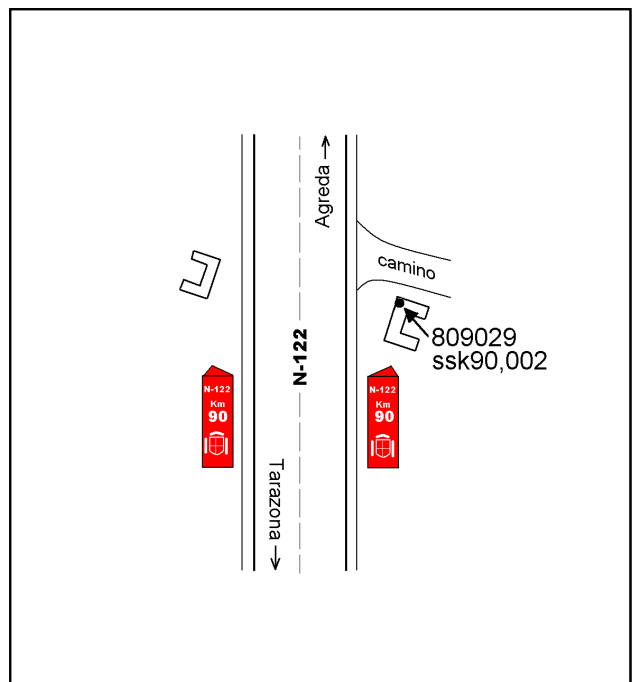 Agreda →
camino
809029
ssk90,002
N-122
N-122
Km
90
N-122
Km
90
Tarazona →